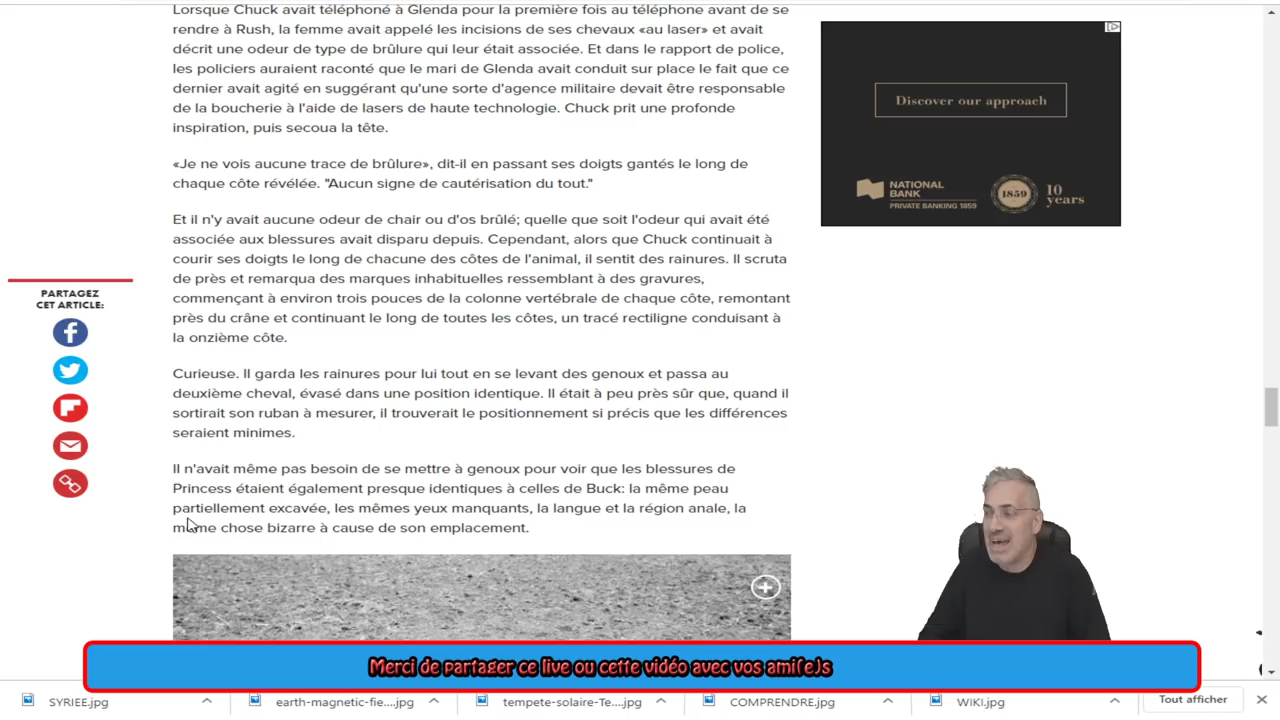 Lorsque Chuck avait téléphoné à Glenda pour la première fois au téléphone avant de se
rendre à Rush, la femme avait appelé les incisions de ses chevaux «au laser» et avait
décrit une odeur de type de brûlure qui leur était associée. Et dans le rapport de police,
les policiers auraient raconté que le mari de Glenda avait conduit sur place le fait que ce
dernier avait agité en suggérant qu'une sorte d'agence militaire devait être responsable
de la boucherie à l'aide de lasers de haute technologie. Chuck prit une profonde
inspiration, puis secoua la tête.
«Je ne vois aucune trace de brûlure», dit-il en passant ses doigts gantés le long de
chaque côte révélée. "Aucun signe de cautérisation du tout."
Et il n'y avait aucune odeur de chair ou d'os brûlé; quelle que soit l'odeur qui avait été
associée aux blessures avait disparu depuis. Cependant, alors que Chuck continuait à
courir ses doigts le long de chacune des côtes de l'animal, il sentit des rainures. Il scruta
de près et remarqua des marques inhabituelles ressemblant à des gravures,
commençant à environ trois pouces de la colonne vertébrale de chaque côte, remontant
près du crâne et continuant le long de toutes les côtes, un tracé rectiligne conduisant à
la onzième côte.
Curieuse. Il garda les rainures pour lui tout en se levant des genoux et passa au
deuxième cheval, évasé dans une position identique. Il était à peu près sûr que, quand il
sortirait son ruban à mesurer, il trouverait le positionnement si précis que les différences
seraient minimes.
Il n'avait même pas besoin de se mettre à genoux pour voir que les blessures de
Princess étaient également presque identiques à celles de Buck: la même peau
partiellement excavée, les mêmes yeux manquants, la langue et la région anale, la
même chose bizarre à cause de son emplacement.
PARTAGEZ
CET ARTICLE:
Discover our approach
NATIONAL
BANK
PRIVATE BANKING 1859
1859
10
years
Merci de partager ce live ou cette vidéo avec vos ami(e)s
SYRIEE.jpg
earth-magnetic-fie....jpg
tempete-solaire-Te....jpg
COMPRENDRE.jpg
WIKI.jpg
Tout afficher